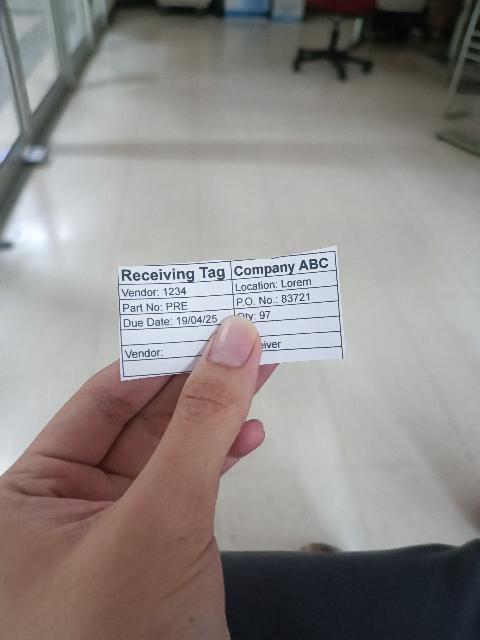 Receiving Tag Company ABC
Vendor: 1234 Location: Lorem
Part No: PRE P.O. No.: 83721
Due Date: 19/04/25 Qty: 97
Vendor: